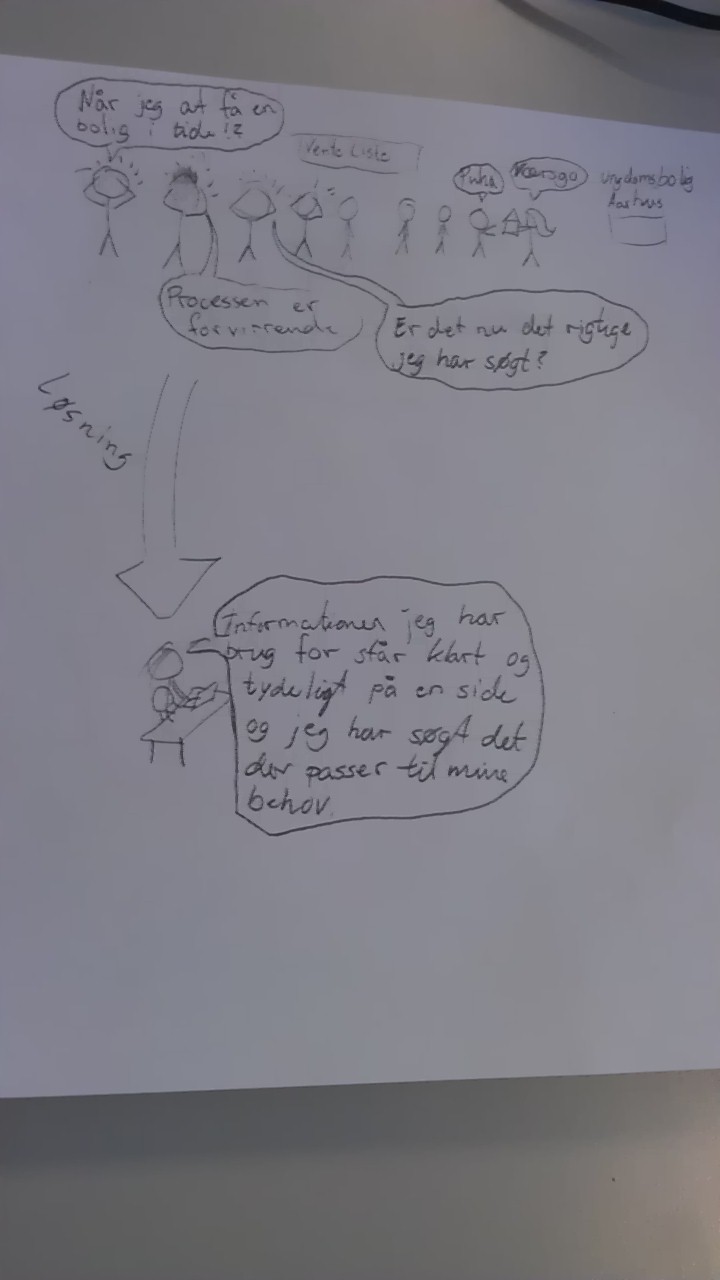 Når jeg at få en
bolig i tide!?
Vente Liste
Puha
Værsgo
ungdomsbolig
Aarhus
Processen er
forvirrende
Er det nu det rigtige
jeg har søgt?
Løsning
Informationen jeg har
brug for står klart og
tydeligt på en side
og jeg har søgt det
der passer til mine
behov.